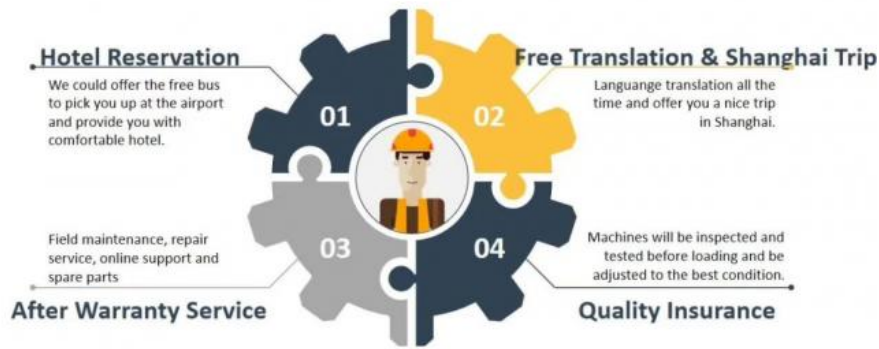 Hotel Reservation
We could offer the free bus
to pick you up at the airport
and provide you with
comfortable hotel.
01
Free Translation & Shanghai Trip
Languange translation all the
time and offer you a nice trip
in Shanghai.
02
Field maintenance, repair
service, online support and
spare parts
03
After Warranty Service
Machines will be inspected and
tested before loading and be
adjusted to the best condition.
04
Quality Insurance